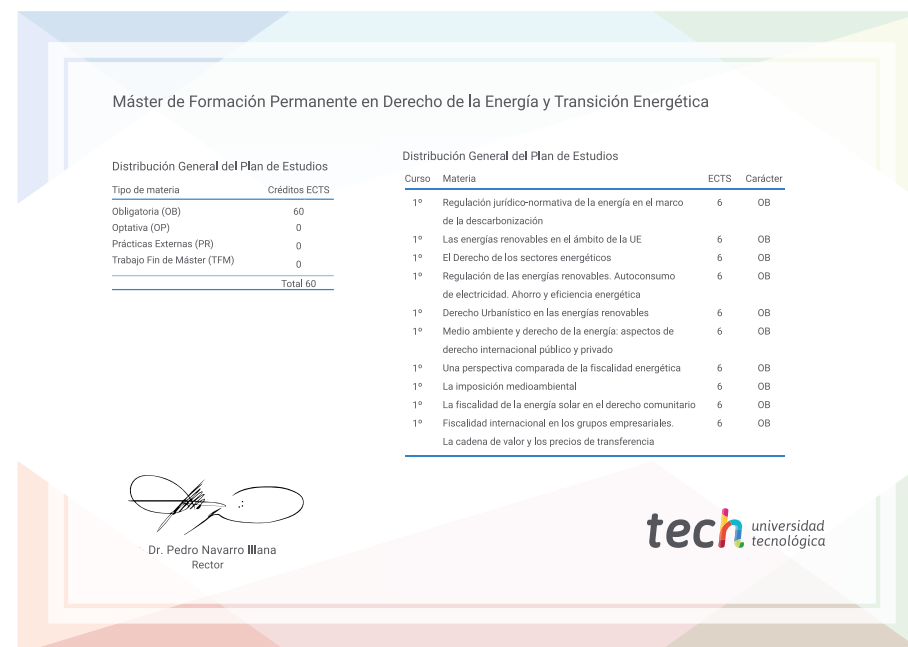 Máster de Formación Permanente en Derecho de la Energía y Transición Energética
Distribución General del Plan de Estudios
Tipo de materia Créditos ECTS
Obligatoria (OB) 60
Optativa (OP) 0
Prácticas Externas (PR) 0
Trabajo Fin de Máster (TFM) 0
Total 60
Distribución General del Plan de Estudios
Curso Materia ECTS Carácter
1º Regulación jurídico-normativa de la energía en el marco 6 OB
de la descarbonización
1º Las energías renovables en el ámbito de la UE 6 OB
1º El Derecho de los sectores energéticos 6 OB
1º Regulación de las energías renovables. Autoconsumo 6 OB
de electricidad. Ahorro y eficiencia energética
1º Derecho Urbanístico en las energías renovables 6 OB
1º Medio ambiente y derecho de la energía: aspectos de 6 OB
derecho internacional público y privado
1º Una perspectiva comparada de la fiscalidad energética 6 OB
1º La imposición medioambiental 6 OB
1º La fiscalidad de la energía solar en el derecho comunitario 6 OB
1º Fiscalidad internacional en los grupos empresariales. 6 OB
La cadena de valor y los precios de transferencia
Dr. Pedro Navarro Illana
Rector
tech universidad
tecnológica